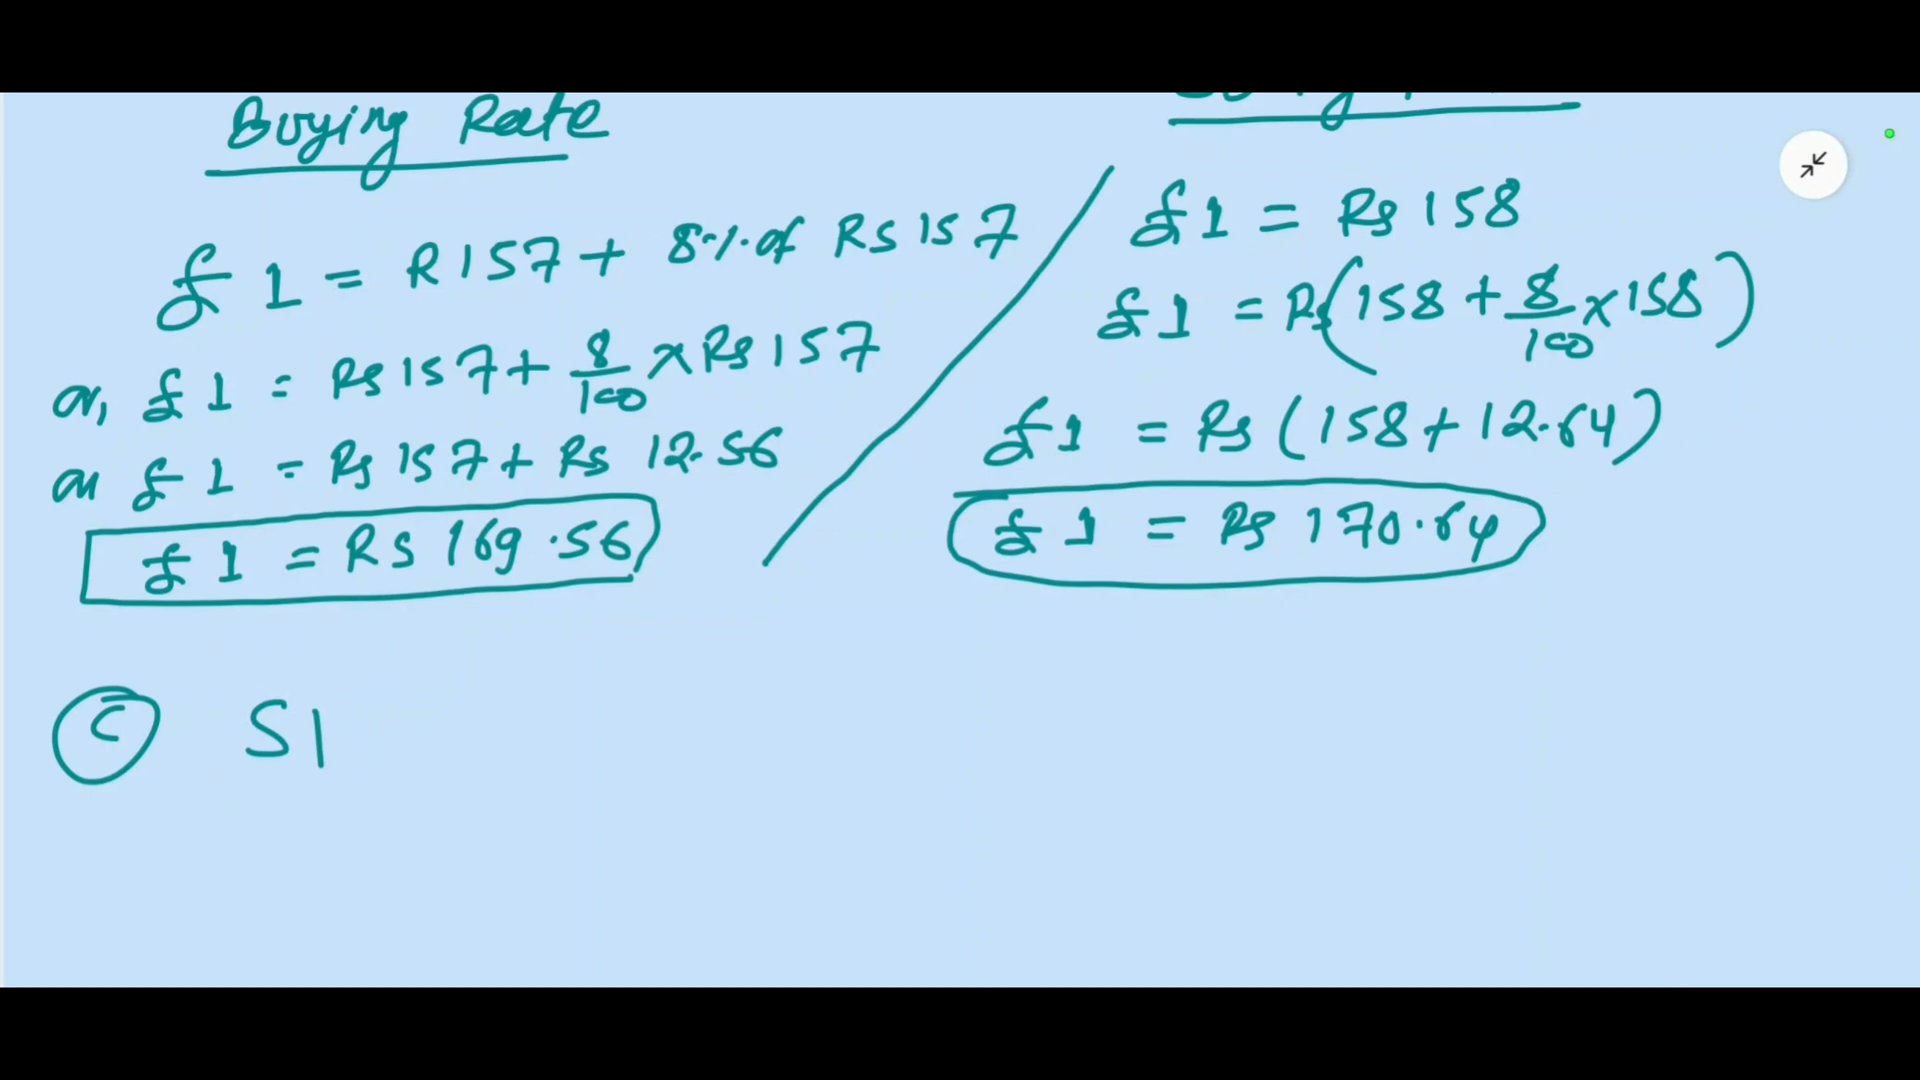 Buying Rate
£ 1 = R 157 + 8% of Rs 157
or, £ 1 = Rs 157 + 8/100 × Rs 157
or £ 1 = Rs 157 + Rs 12.56
£ 1 = Rs 169.56
£ 1 = Rs 158
£ 1 = Rs (158 + 8/100 × 158)
£ 1 = Rs (158 + 12.64)
£ 1 = Rs 170.64
C SI